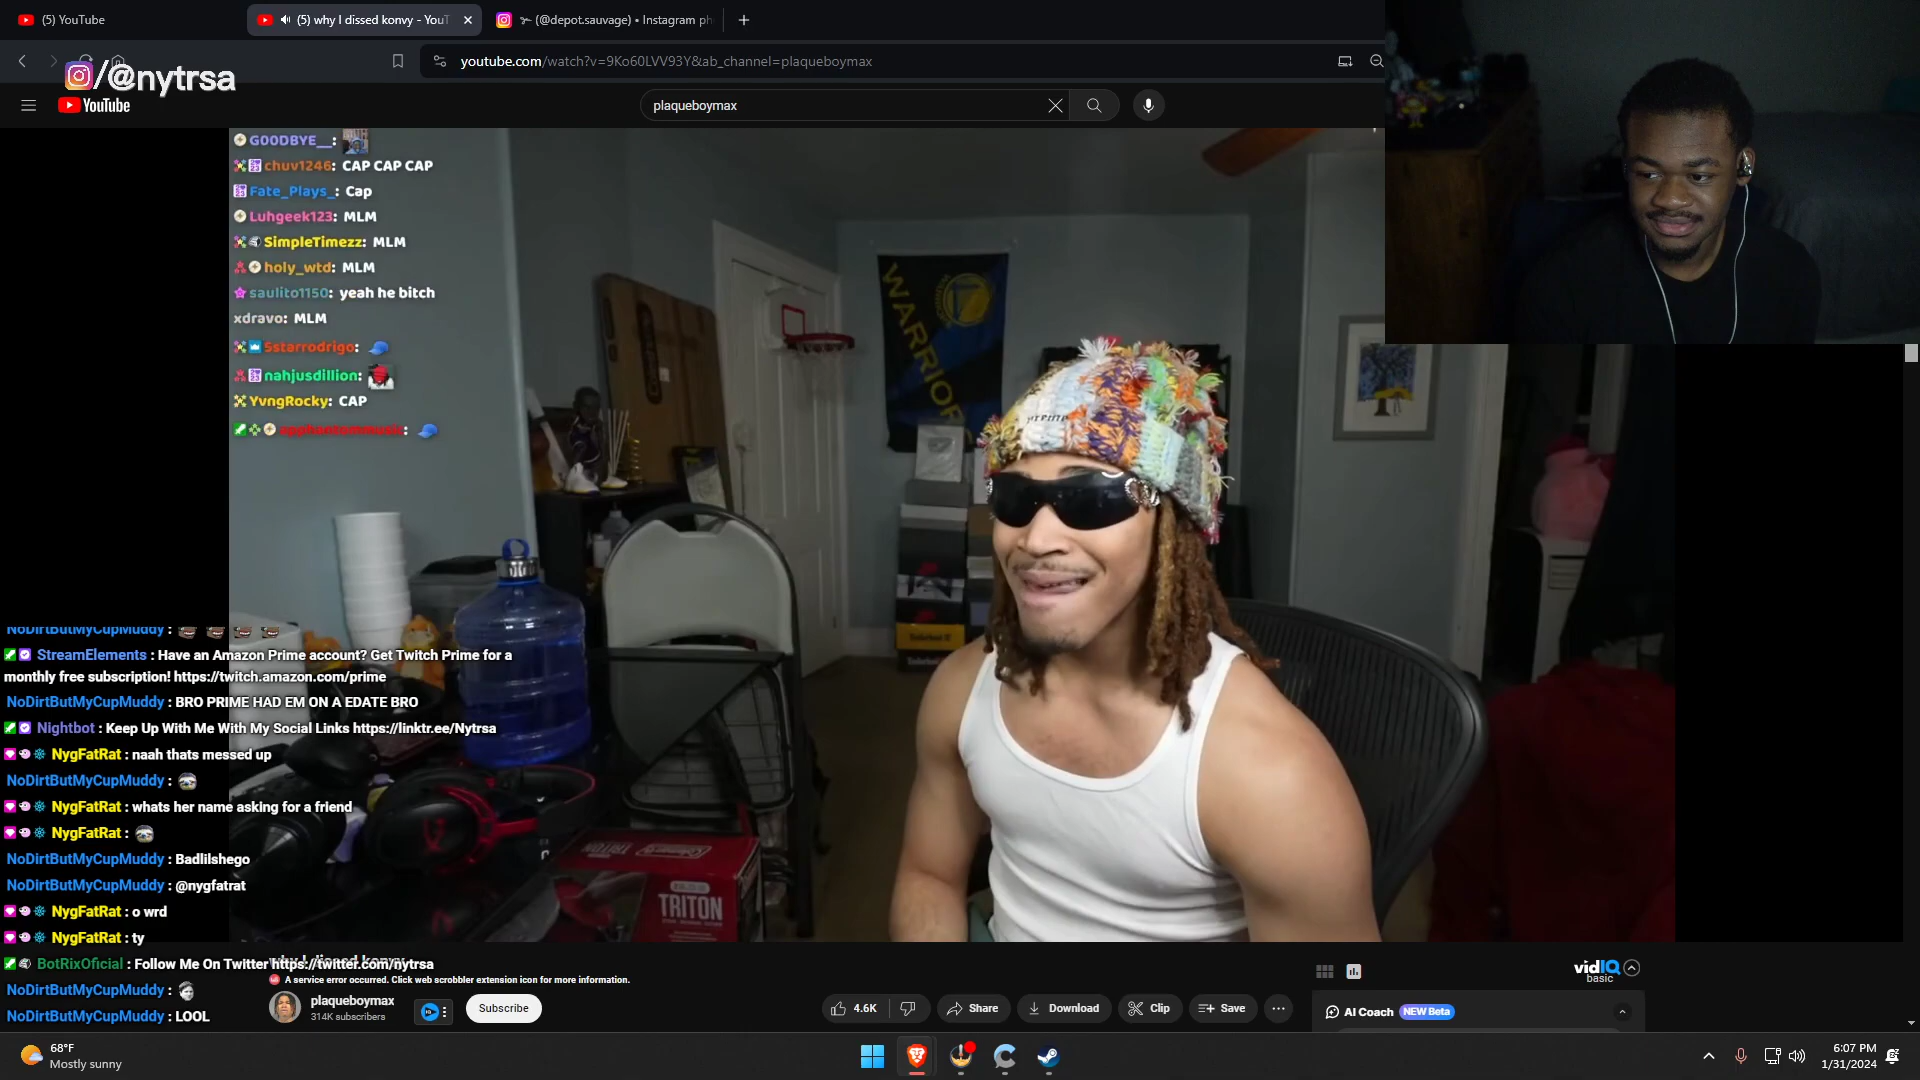 (5) YouTube
(5) why I dissed konvy - YouT
(@depot.sauvage) • Instagram ph
youtube.com/watch?v=9Ko60LVV93Y&ab_channel=plaqueboymax
/@nytrsa
YouTube
plaqueboymax
G00DBYE__:
chuv1246: CAP CAP CAP
Fate_Plays_: Cap
Luhgeek123: MLM
SimpleTimezz: MLM
holy_wtd: MLM
saulito1150: yeah he bitch
xdravo: MLM
5starrodrigo:
nahjusdillion:
YvngRocky: CAP
WARRIOR
NoDirtButMyCupMuddy :
StreamElements : Have an Amazon Prime account? Get Twitch Prime for a
monthly free subscription! https://twitch.amazon.com/prime
NoDirtButMyCupMuddy : BRO PRIME HAD EM ON A EDATE BRO
Nightbot : Keep Up With Me With My Social Links https://linktr.ee/Nytrsa
NygFatRat : naah thats messed up
NoDirtButMyCupMuddy :
NygFatRat : whats her name asking for a friend
NygFatRat :
NoDirtButMyCupMuddy : Badlilshego
NoDirtButMyCupMuddy : @nygfatrat
NygFatRat : o wrd
NygFatRat : ty
BotRixOficial : Follow Me On Twitter https://twitter.com/nytrsa
NoDirtButMyCupMuddy :
NoDirtButMyCupMuddy : LOOL
Coleman
TRITON
TRITON
why I dissed konvy
A service error occurred. Click web scrobbler extension icon for more information.
plaqueboymax
314K subscribers
Subscribe
4.6K
Share
Download
Clip
Save
vidIQ
basic
AI Coach NEW Beta
68°F
Mostly sunny
6:07 PM
1/31/2024